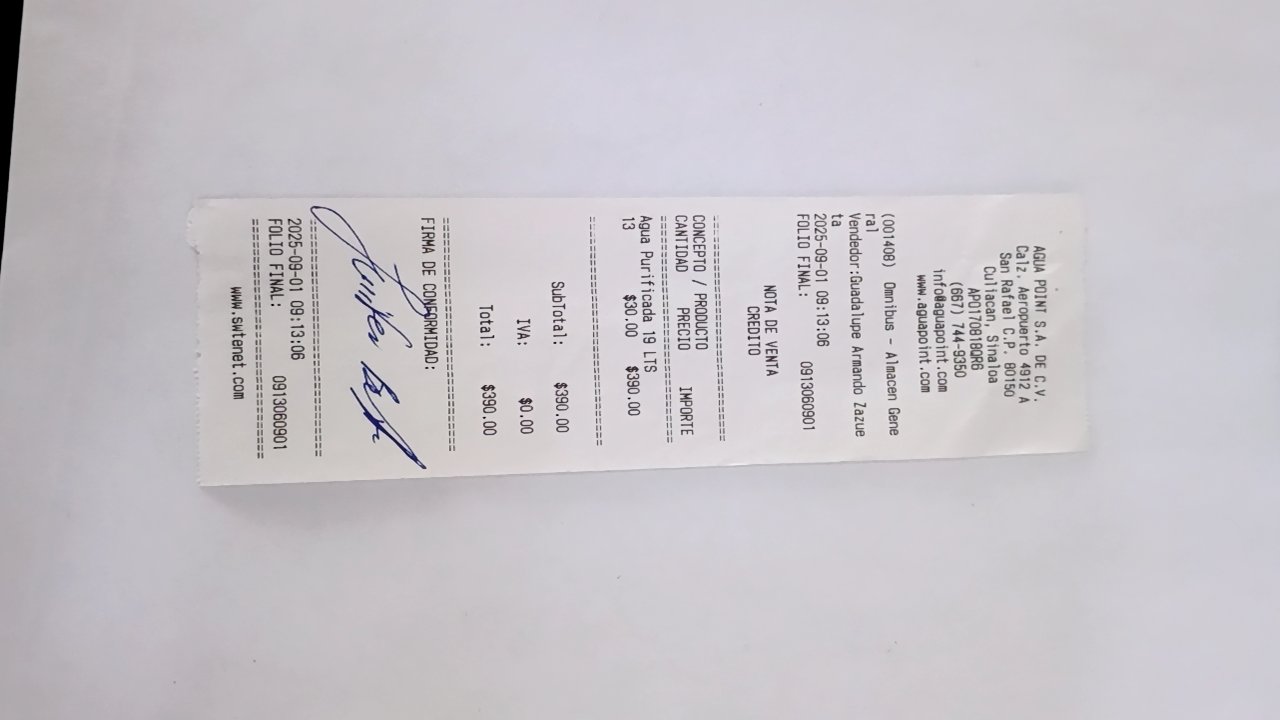 AGUA POINT S.A. DE C.V.
Calz. Aeropuerto 4912 A
San Rafael C.P. 80150
Culiacan, Sinaloa
APO170818QR6
(667) 744-9350
info@aguapoint.com
www.aguapoint.com
(001408) Omnibus - Almacen Gene
ral
Vendedor:Guadalupe Armando Zazue
ta
2025-09-01 09:13:06
FOLIO FINAL: 0913060901
NOTA DE VENTA
CREDITO
================================
CONCEPTO / PRODUCTO
CANTIDAD PRECIO IMPORTE
================================
Agua Purificada 19 LTS
13 $30.00 $390.00
================================
SubTotal: $390.00
IVA: $0.00
Total: $390.00
================================
FIRMA DE CONFORMIDAD:
================================
2025-09-01 09:13:06
FOLIO FINAL: 0913060901
================================
www.swtenet.com